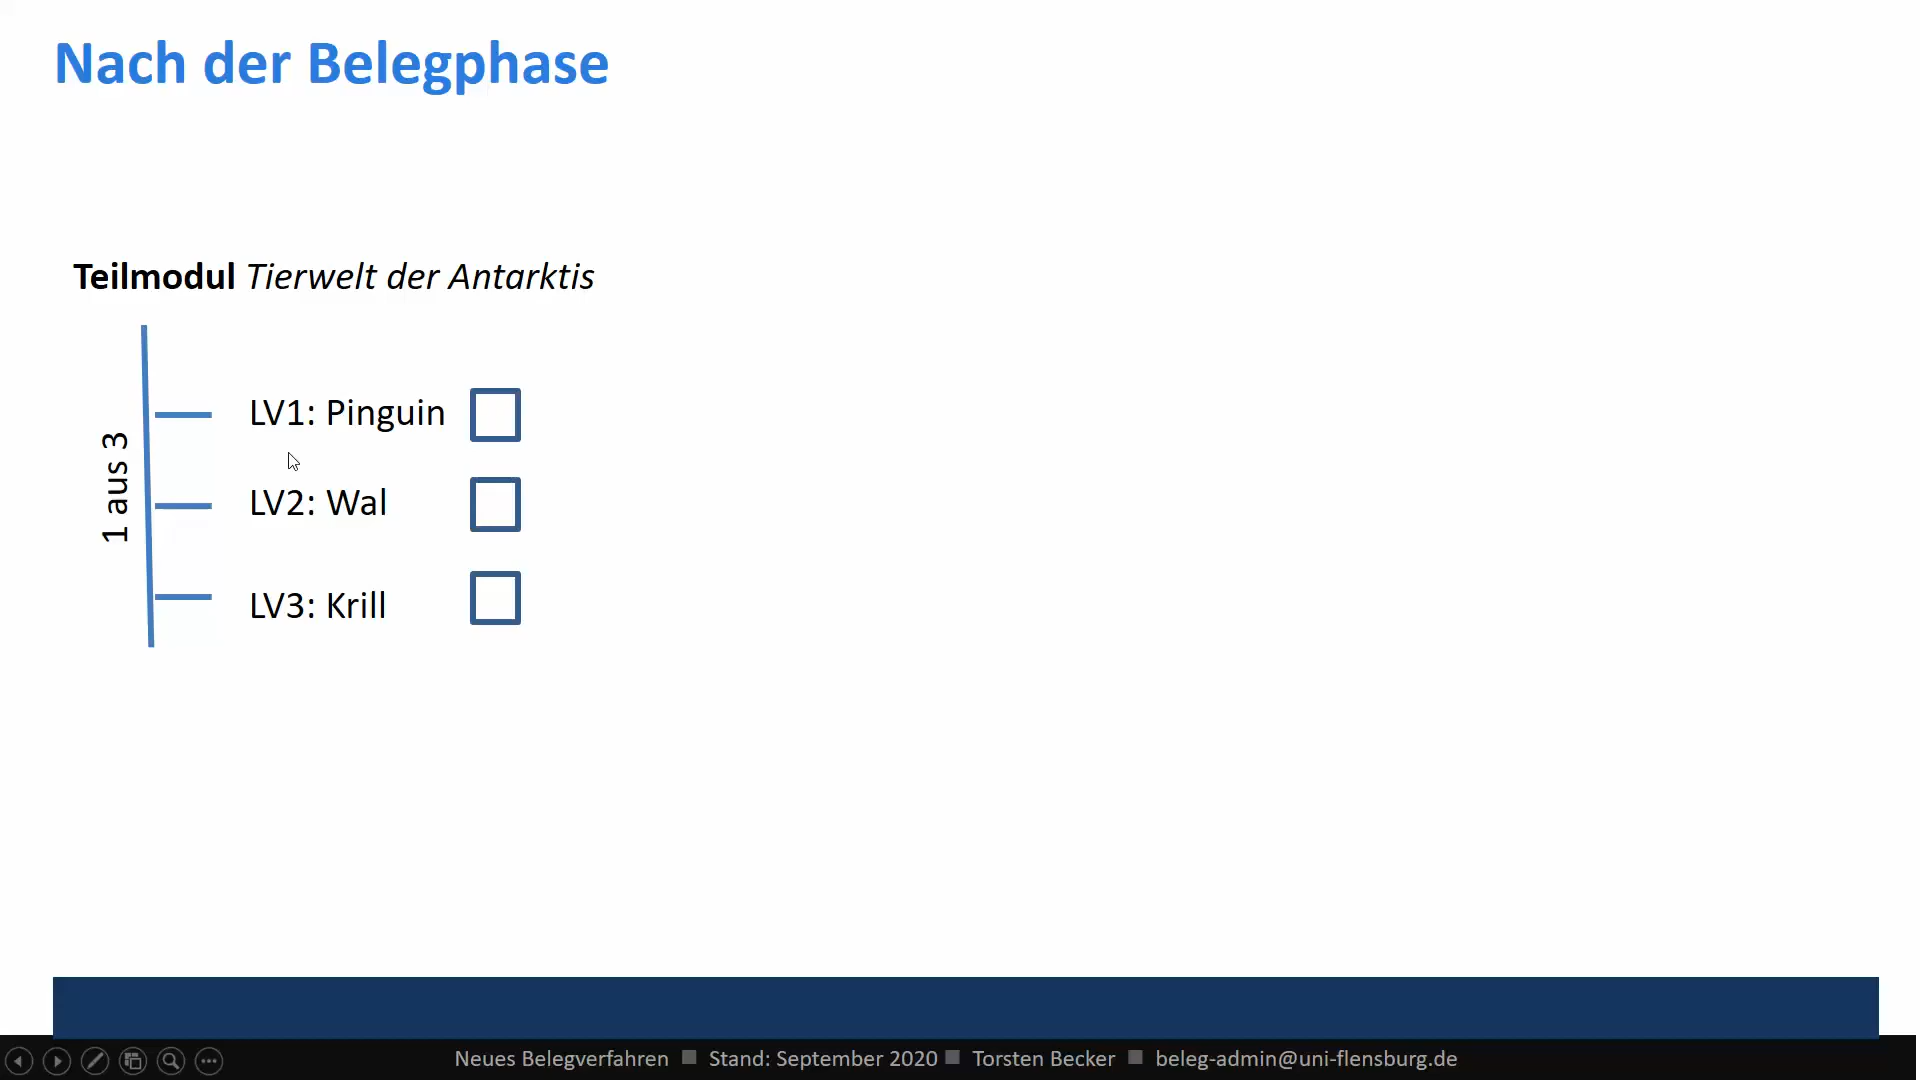 Nach der Belegphase
Teilmodul Tierwelt der Antarktis
1 aus 3
LV1: Pinguin
LV2: Wal
LV3: Krill
Neues Belegverfahren ■ Stand: September 2020 ■ Torsten Becker ■ beleg-admin@uni-flensburg.de